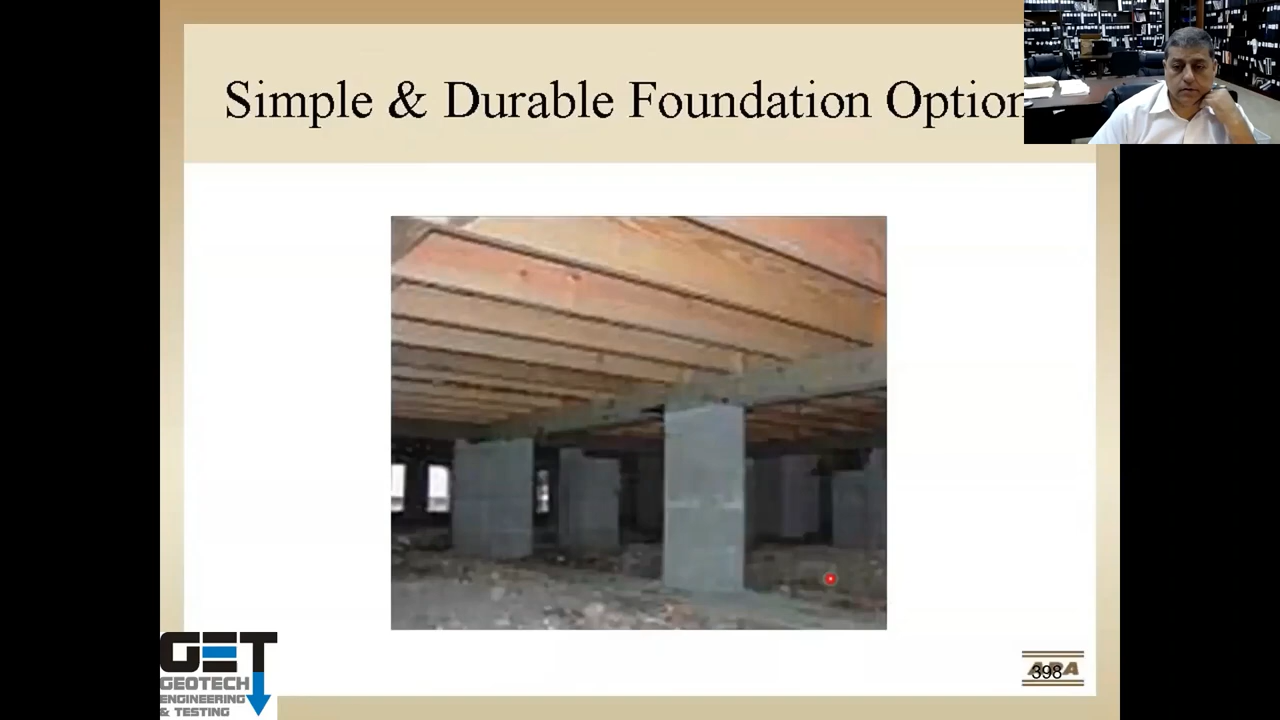 Simple & Durable Foundation Option
GET
GEOTECH
ENGINEERING
& TESTING
398